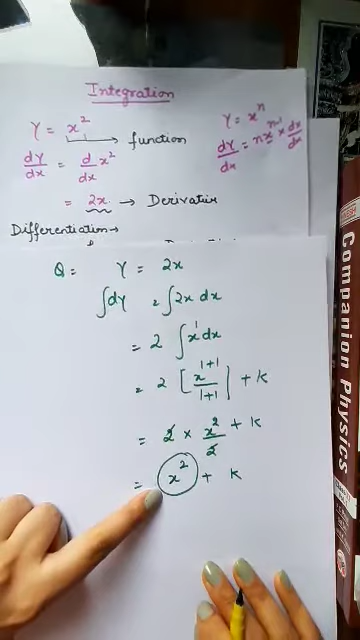 Integration
Y = x²
→ function
Y = xⁿ
dY/dx = d/dx x²
dY/dx = nxⁿ⁻¹ × dx/dx
= 2x → Derivative
Differentiation→
Q = Y = 2x
∫dY = ∫2x dx
= 2 ∫x¹dx
= 2 [x¹⁺¹/1+1] + k
= 2 × x²/2 + k
= x² + k
Companion
PHYSICS